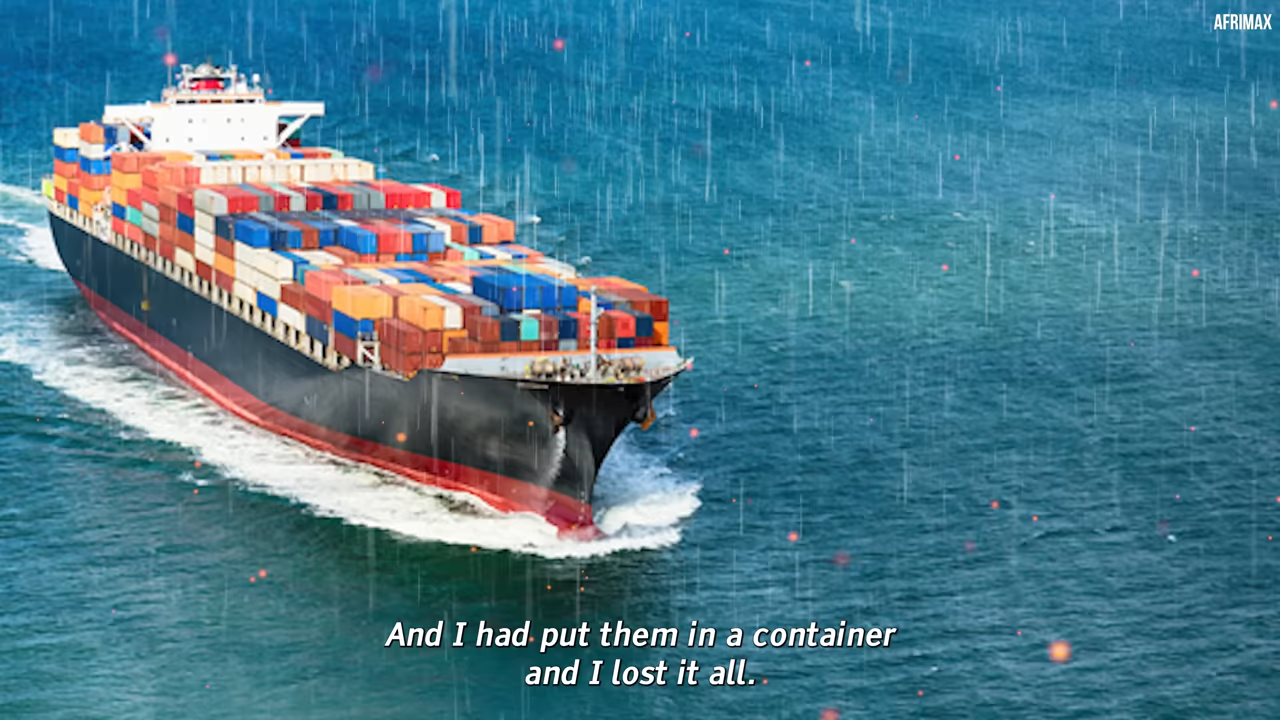 AFRIMAX
And I had put them in a container
and I lost it all.